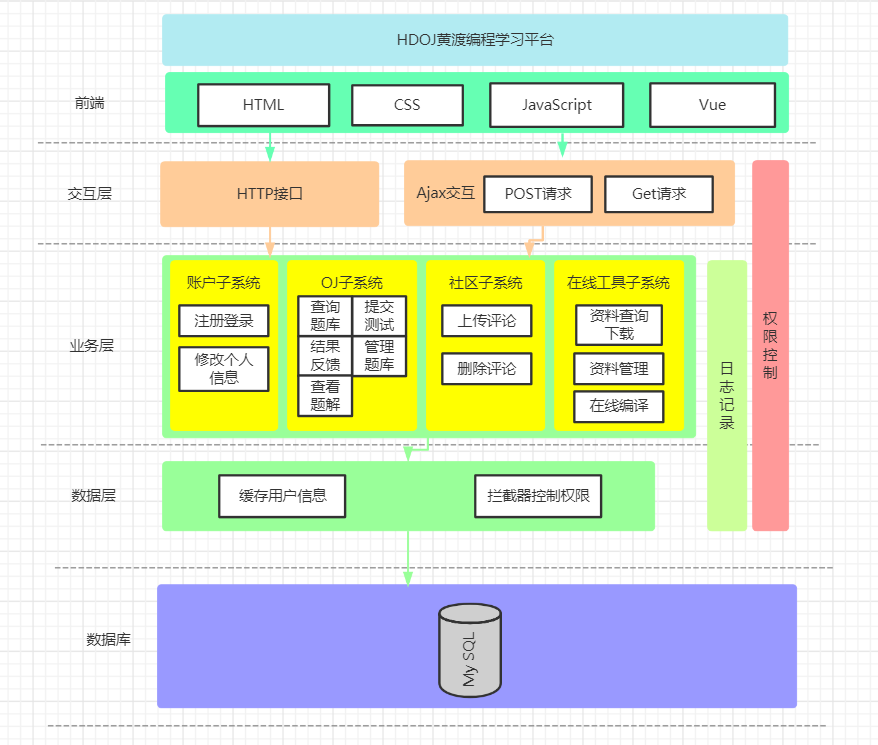 HDOJ黄渡编程学习平台
前端
HTML
CSS
JavaScript
Vue
交互层
HTTP接口
Ajax交互
POST请求
Get请求
业务层
账户子系统
注册登录
修改个人
信息
OJ子系统
查询
题库
提交
测试
结果
反馈
管理
题库
查看
题解
社区子系统
上传评论
删除评论
在线工具子系统
资料查询
下载
资料管理
在线编译
日志记录
权限控制
数据层
缓存用户信息
拦截器控制权限
数据库
My SQL